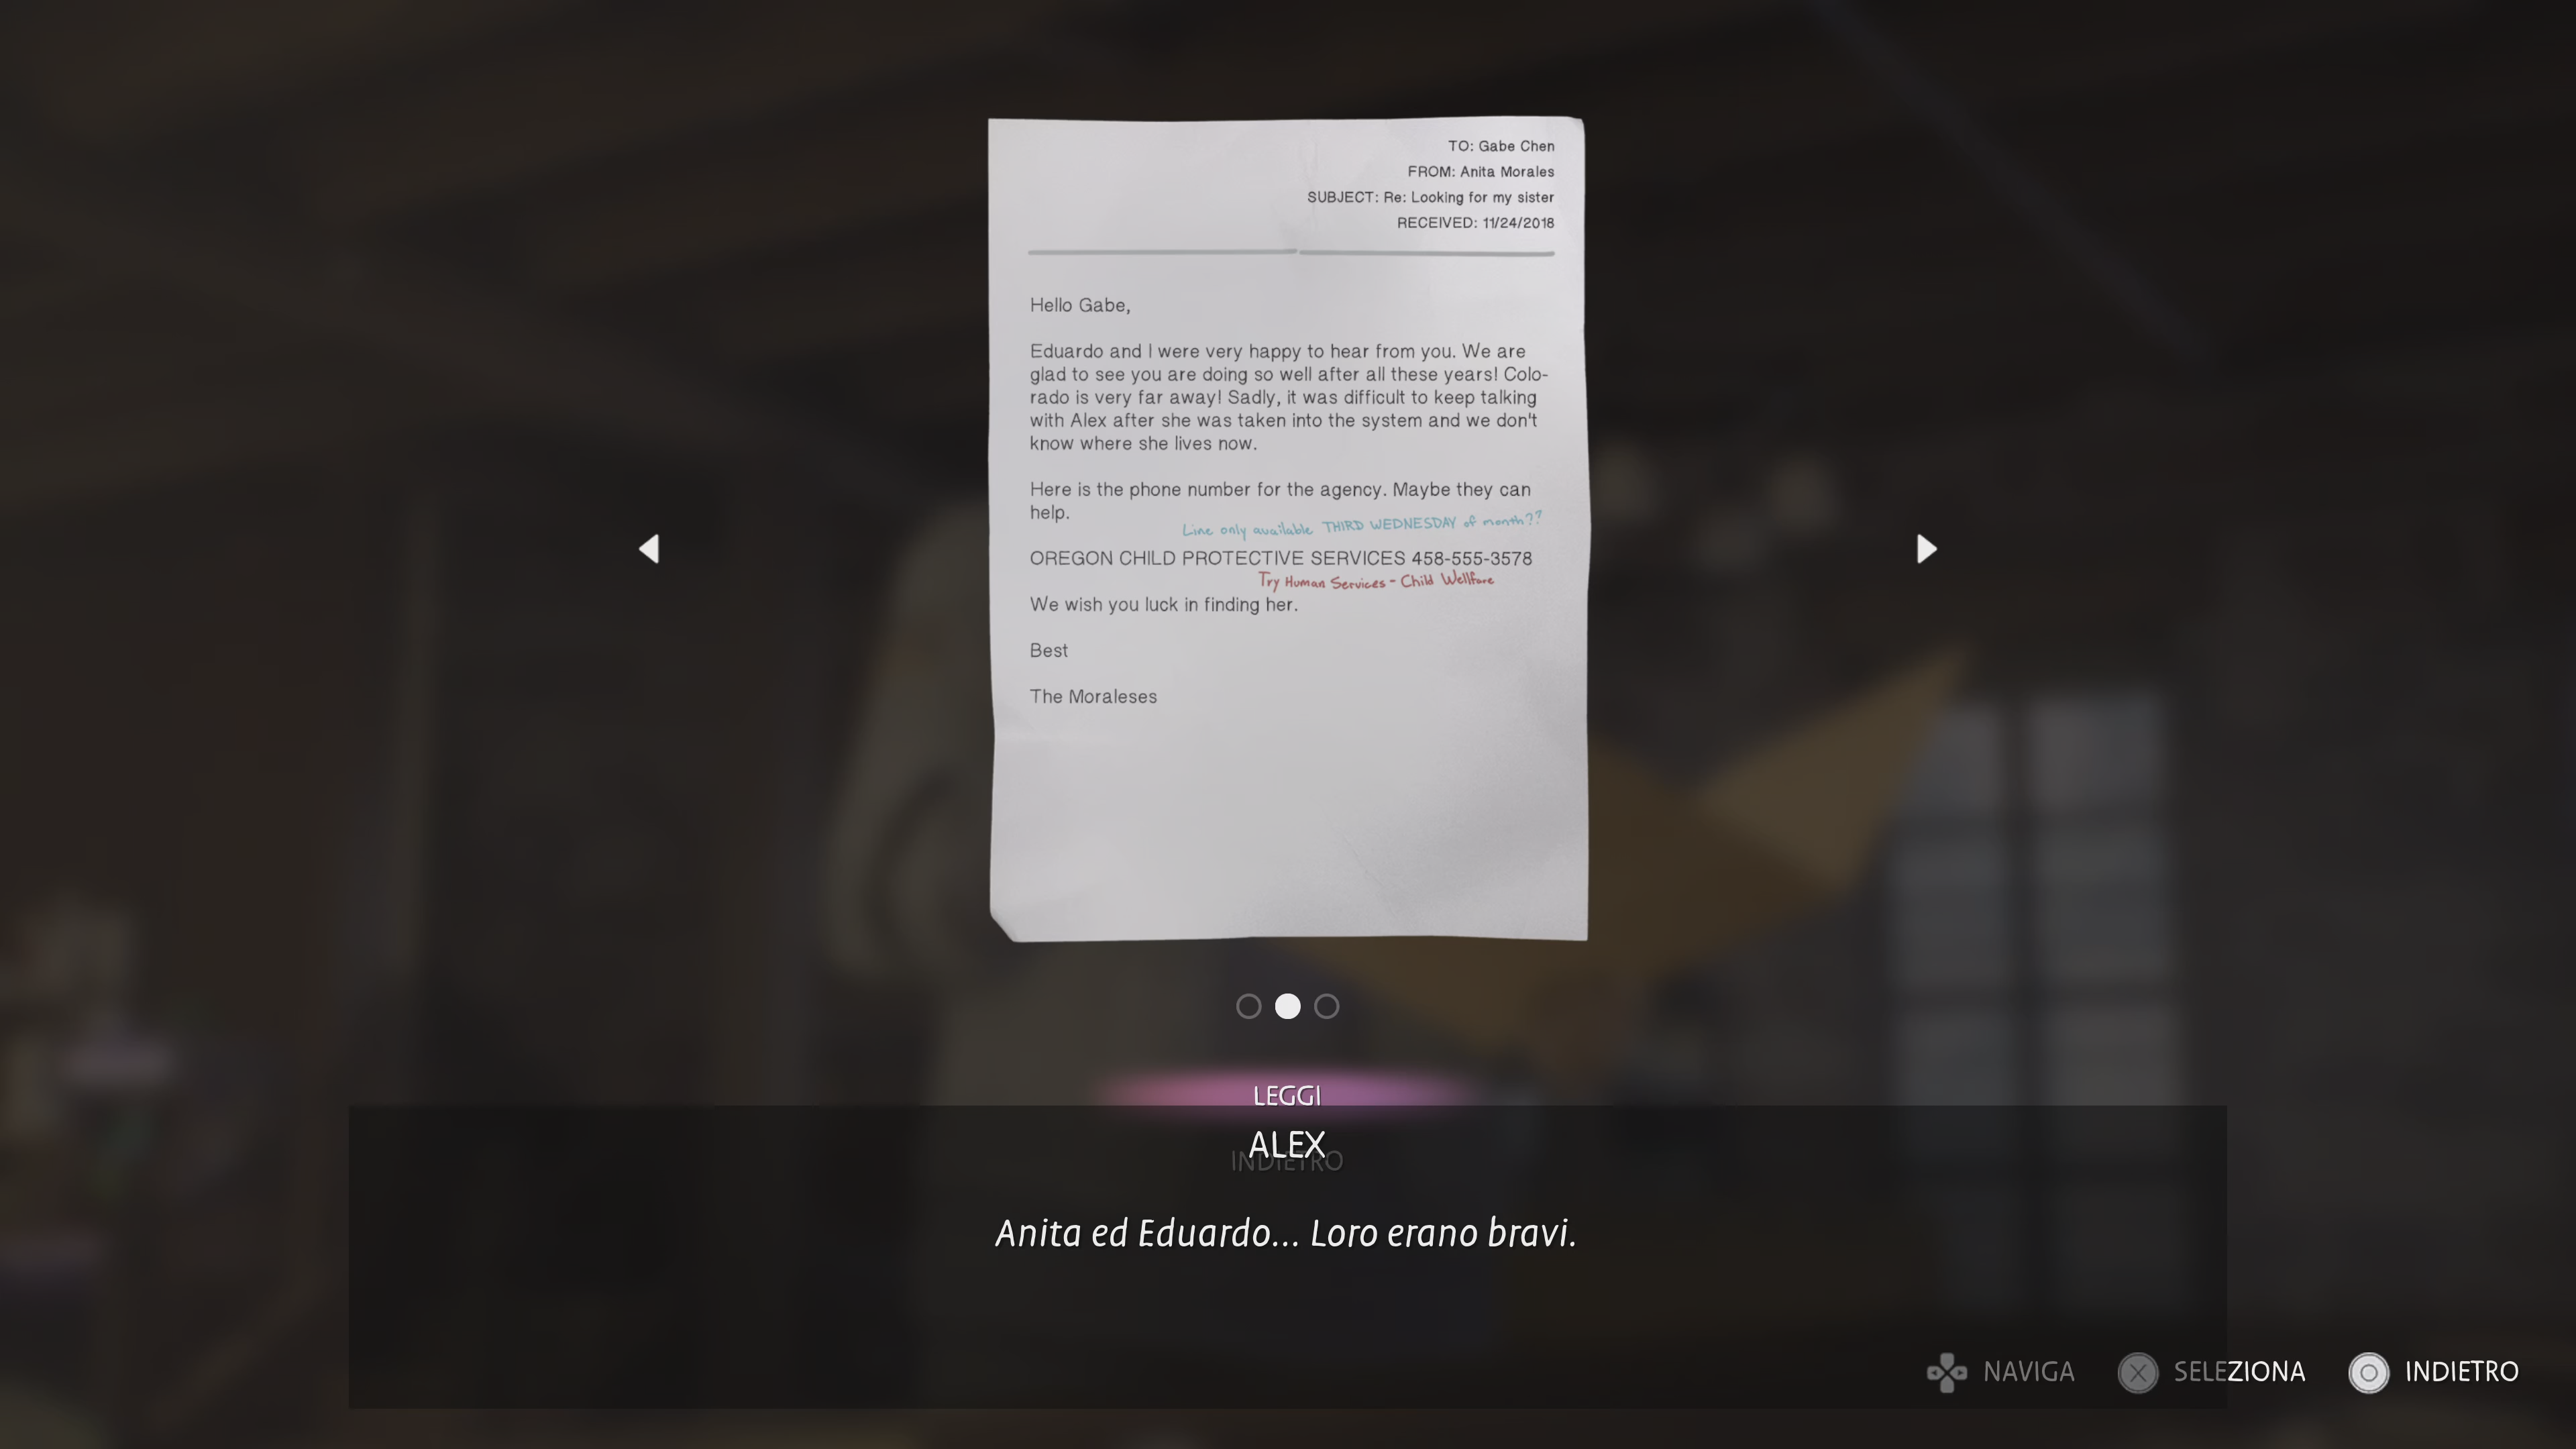 TO: Gabe Chen
FROM: Anita Morales
SUBJECT: Re: Looking for my sister
RECEIVED: 11/24/2018
Hello Gabe,
Eduardo and I were very happy to hear from you. We are
glad to see you are doing so well after all these years! Colo-
rado is very far away! Sadly, it was difficult to keep talking
with Alex after she was taken into the system and we don't
know where she lives now.
Here is the phone number for the agency. Maybe they can
help.
Line only available THIRD WEDNESDAY of month??
OREGON CHILD PROTECTIVE SERVICES 458-555-3578
Try Human Services - Child Wellfare
We wish you luck in finding her.
Best
The Moraleses
LEGGI
ALEX
INDIETRO
Anita ed Eduardo... Loro erano bravi.
NAVIGA
SELEZIONA
INDIETRO